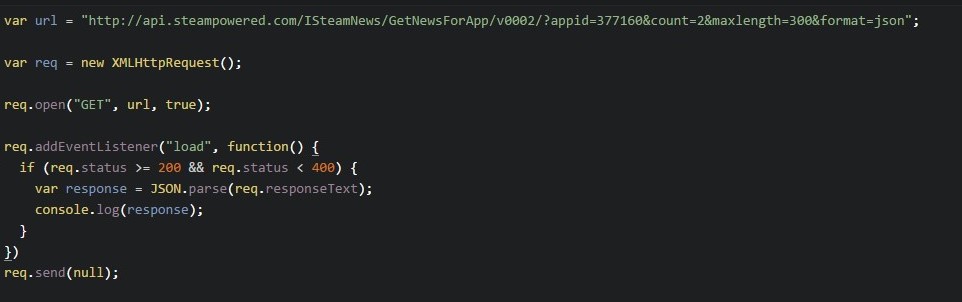 var url = "http://api.steampowered.com/ISteamNews/GetNewsForApp/v0002/?appid=377160&count=2&maxlength=300&format=json";
var req = new XMLHttpRequest();
req.open("GET", url, true);
req.addEventListener("load", function() {
if (req.status >= 200 && req.status < 400) {
var response = JSON.parse(req.responseText);
console.log(response);
}
})
req.send(null);